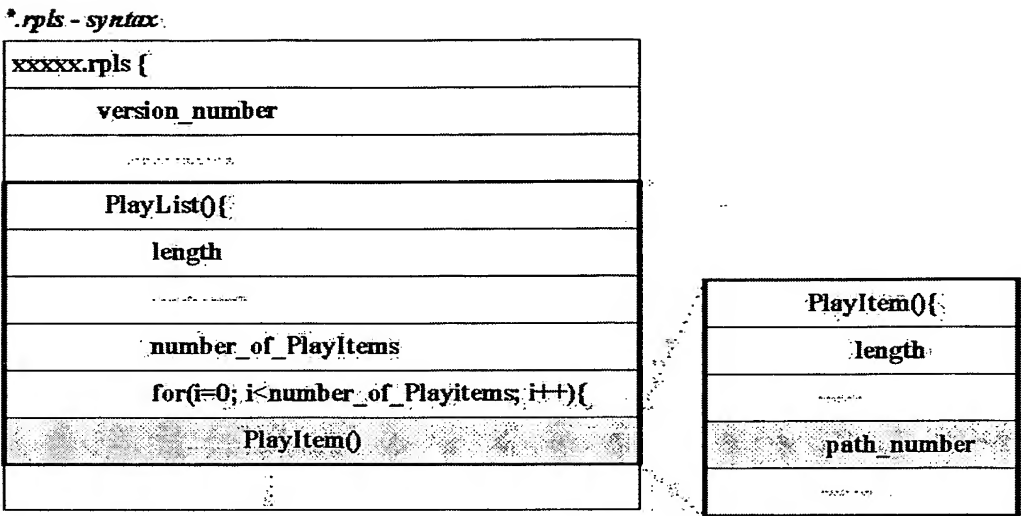 *.rpls - syntax
xxxxx.rpls {
version_number
PlayList(){
length
number_of_PlayItems
for(i=0; i<number_of_Playitems; i++){
PlayItem()
PlayItem(){
length
path_number